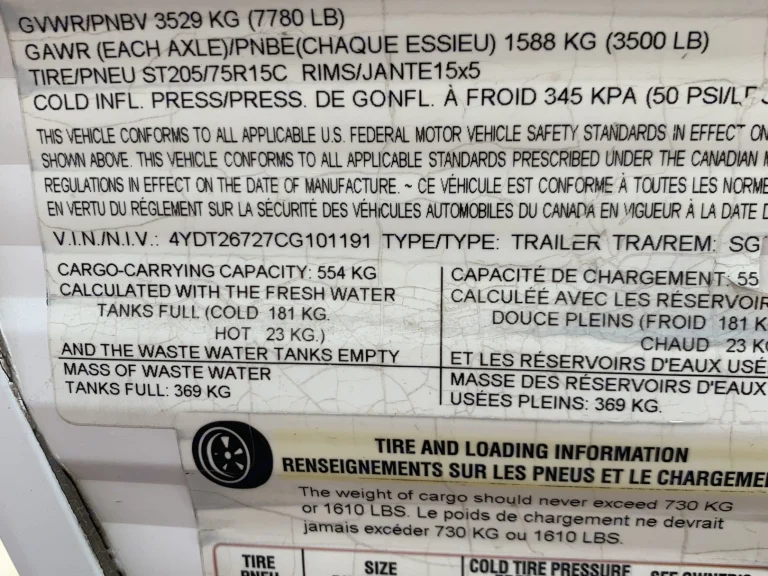 GVWR/PNBV 3529 KG (7780 LB)
GAWR (EACH AXLE)/PNBE(CHAQUE ESSIEU) 1588 KG (3500 LB)
TIRE/PNEU ST205/75R15C RIMS/JANTE15x5
COLD INFL. PRESS/PRESS. DE GONFL. À FROID 345 KPA (50 PSI/
THIS VEHICLE CONFORMS TO ALL APPLICABLE U.S. FEDERAL MOTOR VEHICLE SAFETY STANDARDS IN EFFECT ON
SHOWN ABOVE. THIS VEHICLE CONFORMS TO ALL APPLICABLE STANDARDS PRESCRIBED UNDER THE CANADIAN
REGULATIONS IN EFFECT ON THE DATE OF MANUFACTURE. ~ CE VÉHICULE EST CONFORME À TOUTES LES NORME
EN VERTU DU RÉGLEMENT SUR LA SÉCURITÉ DES VÉHICULES AUTOMOBILES DU CANADA EN VIGUEUR À LA DATE D
V.I.N./N.I.V.: 4YDT26727CG101191 TYPE/TYPE: TRAILER TRA/REM: SGT
CARGO-CARRYING CAPACITY: 554 KG
CALCULATED WITH THE FRESH WATER
TANKS FULL (COLD 181 KG.
HOT 23 KG.)
AND THE WASTE WATER TANKS EMPTY
MASS OF WASTE WATER
TANKS FULL: 369 KG
CAPACITÉ DE CHARGEMENT: 55
CALCULÉE AVEC LES RÉSERVOIR
DOUCE PLEINS (FROID 181 K
CHAUD 23 K
ET LES RÉSERVOIRS D'EAUX USÉ
MASSE DES RÉSERVOIRS D'EAUX
USÉES PLEINS: 369 KG.
TIRE AND LOADING INFORMATION
RENSEIGNEMENTS SUR LES PNEUS ET LE CHARGEME
The weight of cargo should never exceed 730 KG
or 1610 LBS. Le poids de chargement ne devrait
jamais excéder 730 KG ou 1610 LBS.
TIRE SIZE COLD TIRE PRESSURE